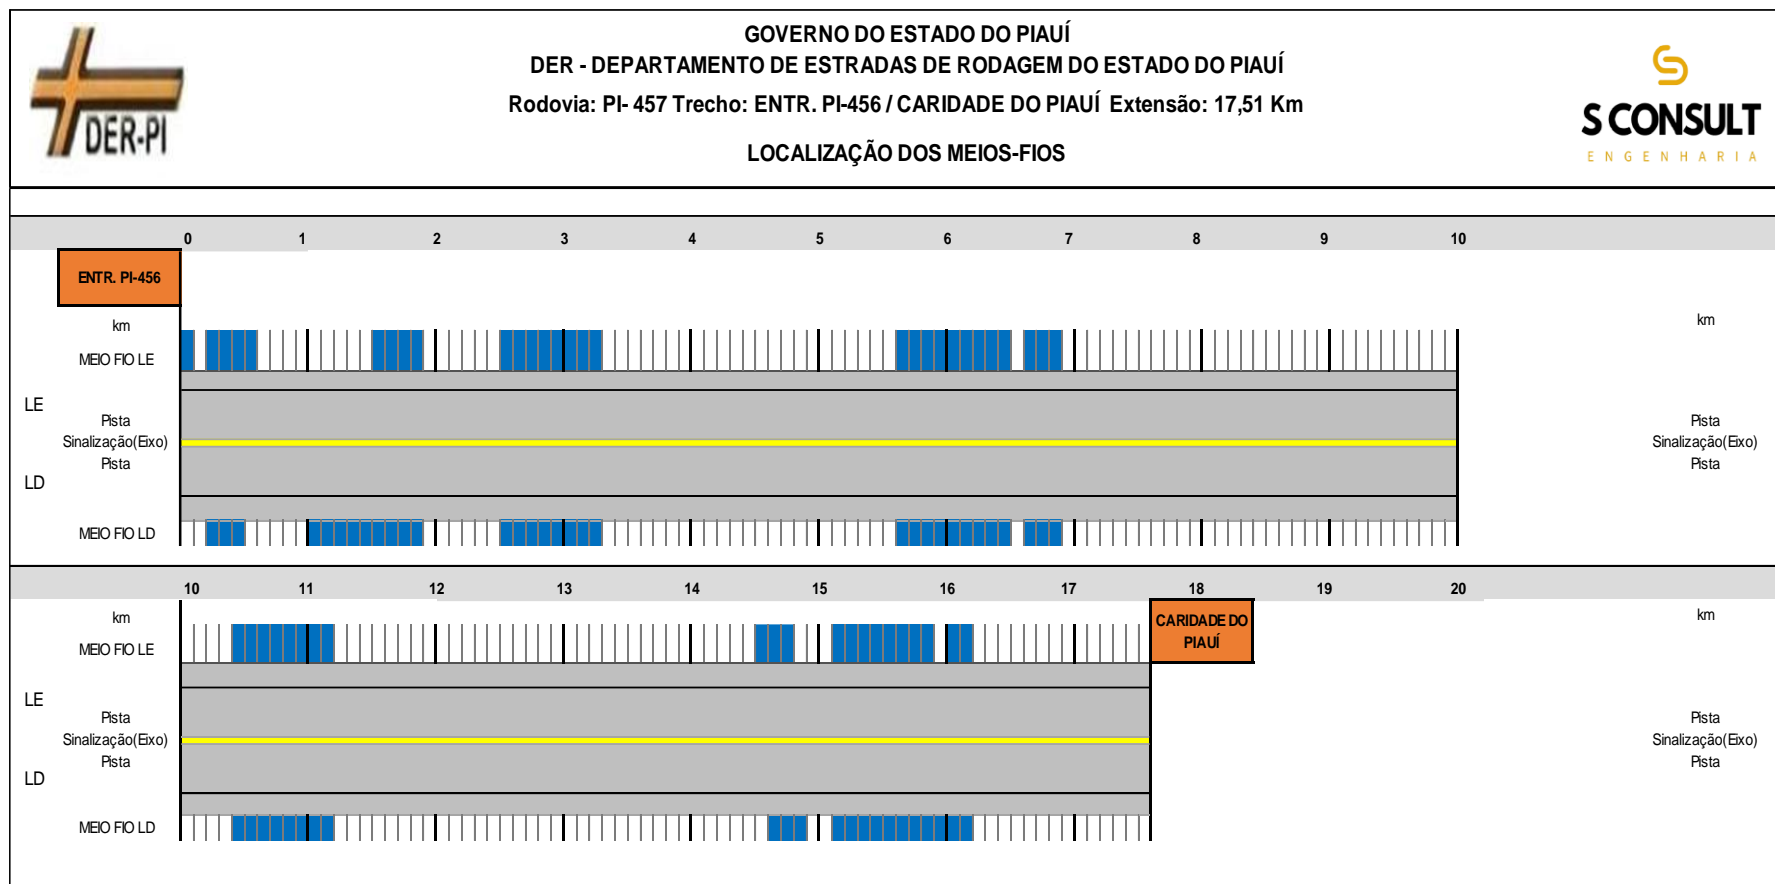 DER-PI
GOVERNO DO ESTADO DO PIAUÍ
DER - DEPARTAMENTO DE ESTRADAS DE RODAGEM DO ESTADO DO PIAUÍ
Rodovia: PI- 457 Trecho: ENTR. PI-456 / CARIDADE DO PIAUÍ Extensão: 17,51 Km
LOCALIZAÇÃO DOS MEIOS-FIOS
S CONSULT
ENGENHARIA
0 1 2 3 4 5 6 7 8 9 10
ENTR. PI-456
km km
MEIO FIO LE
LE
Pista Pista
Sinalização(Eixo) Sinalização(Eixo)
Pista Pista
LD
MEIO FIO LD
10 11 12 13 14 15 16 17 18 19 20
km km
CARIDADE DO
PIAUÍ
MEIO FIO LE
LE
Pista Pista
Sinalização(Eixo) Sinalização(Eixo)
Pista Pista
LD
MEIO FIO LD